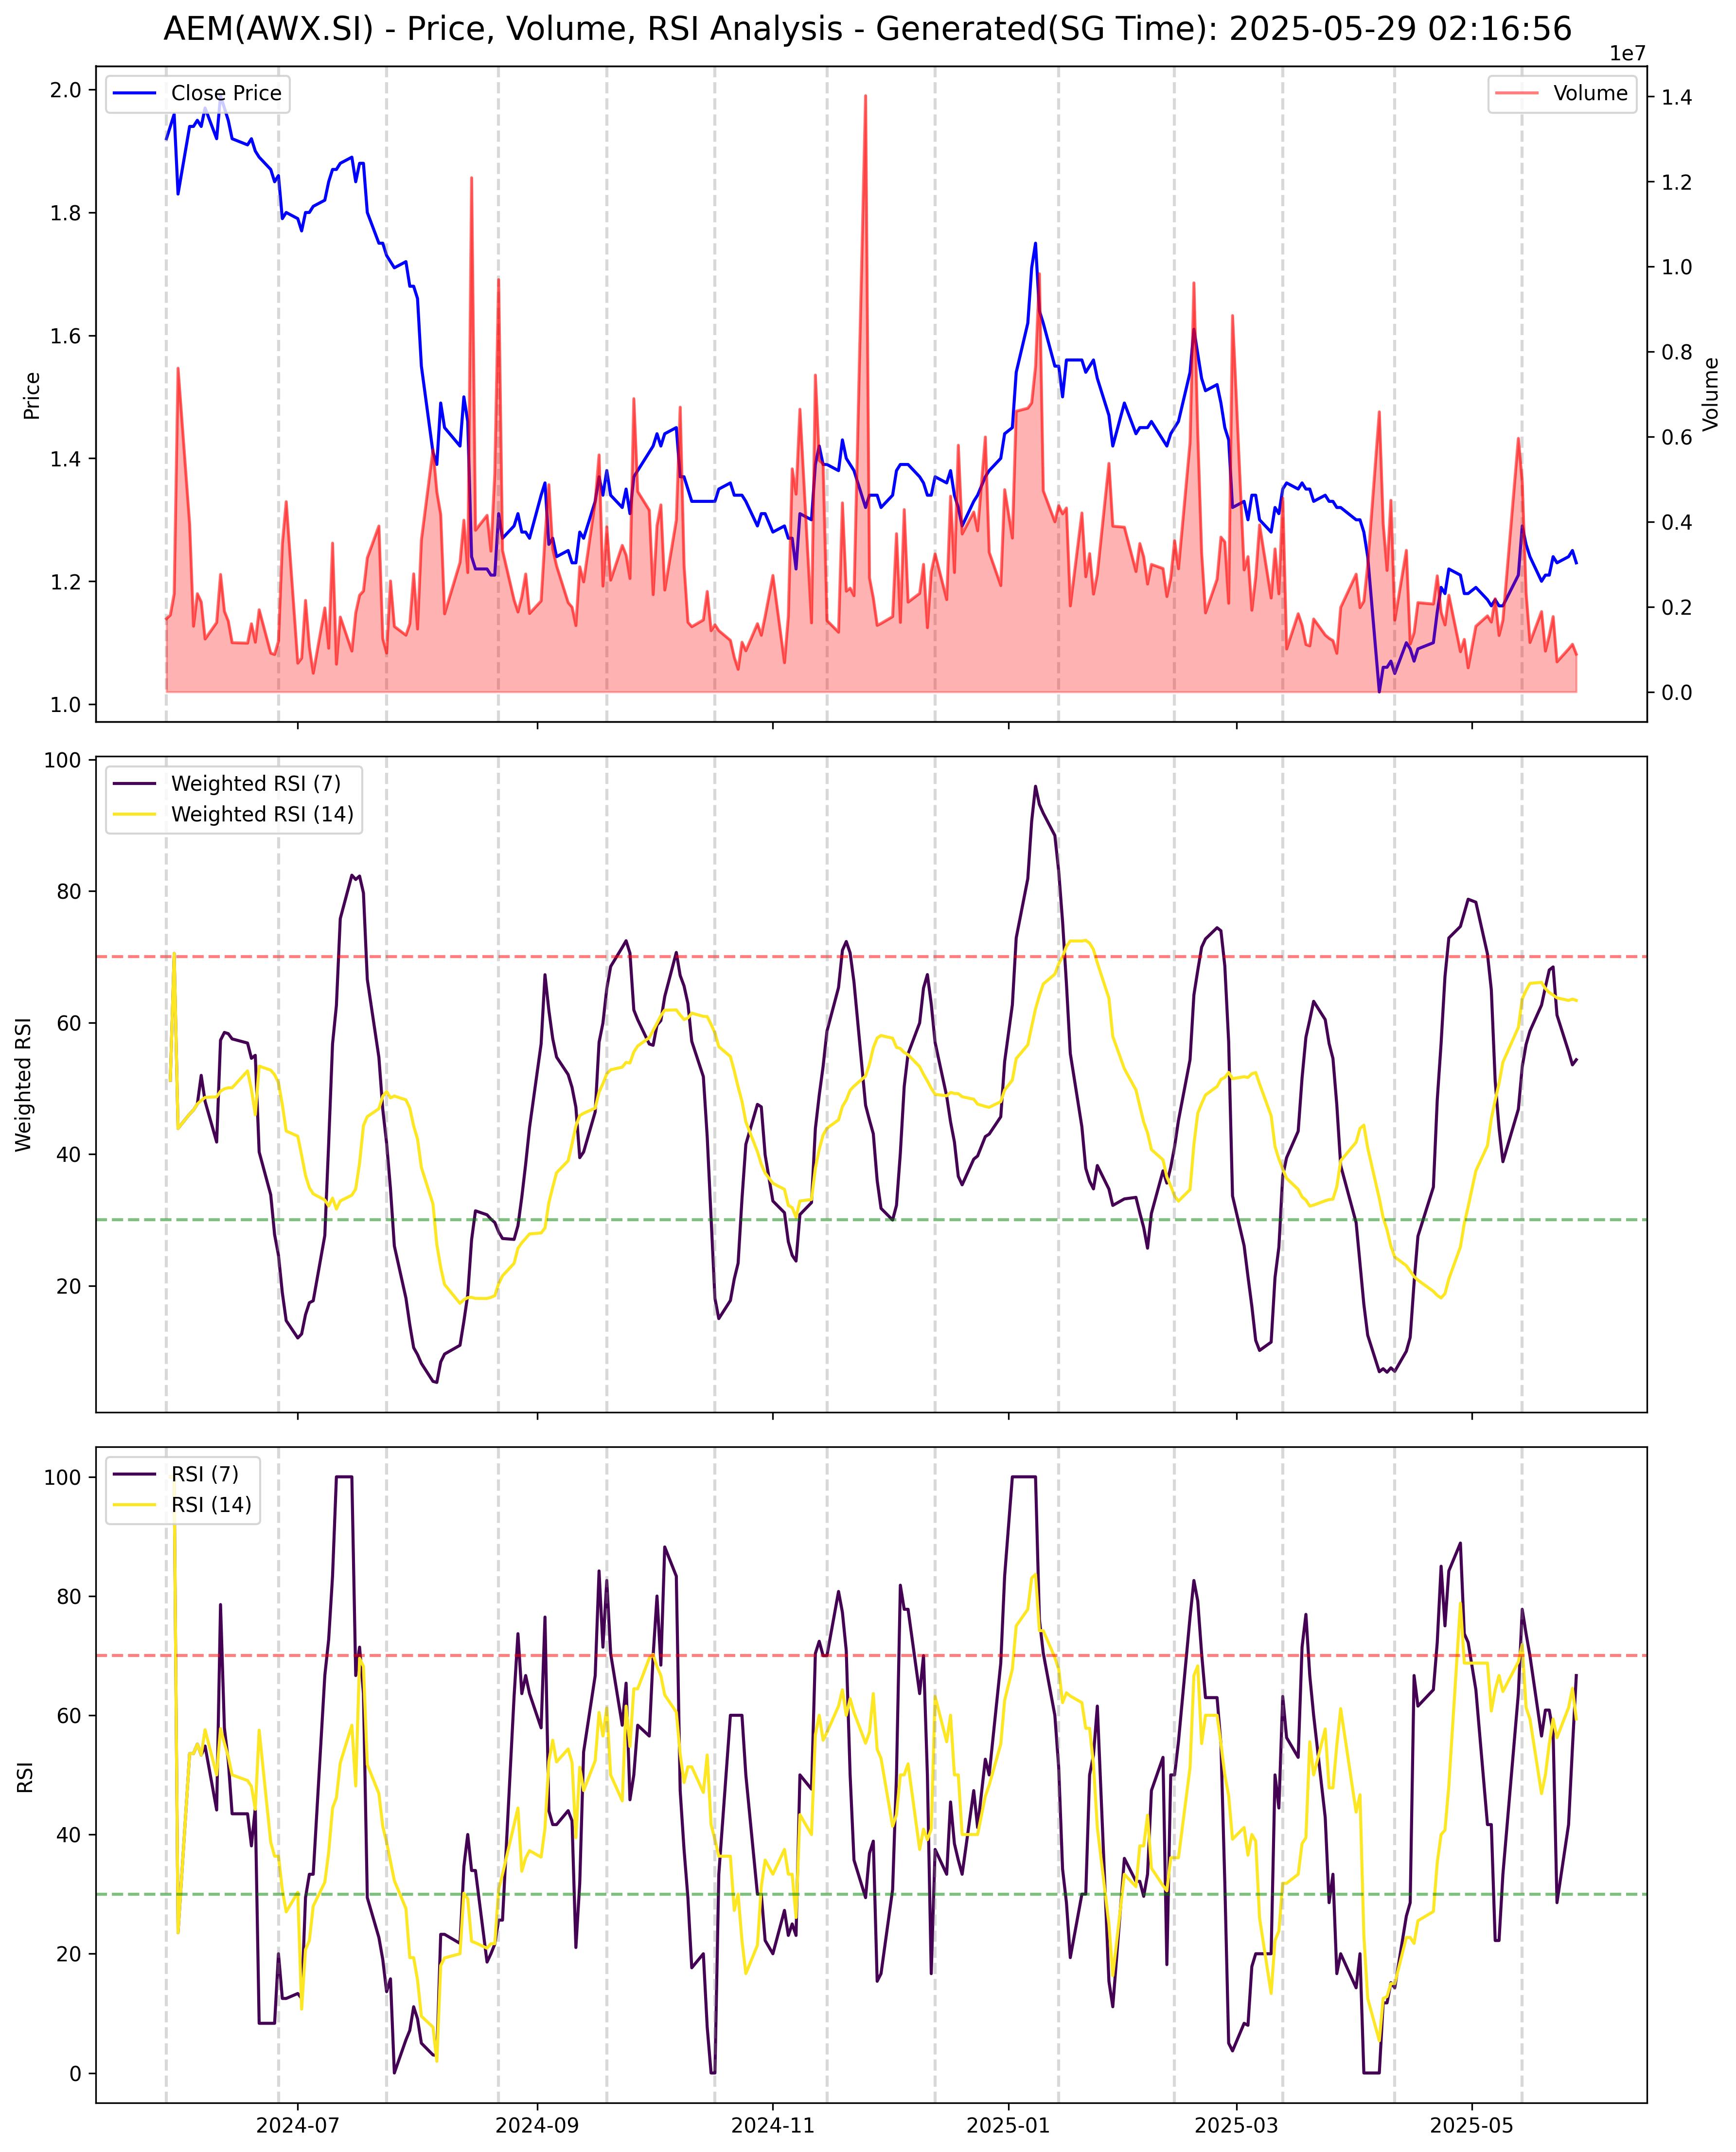 AEM(AWX.SI) - Price, Volume, RSI Analysis - Generated(SG Time): 2025-05-29 02:16:56
1e7
Close Price
Volume
2.0
1.8
1.6
1.4
1.2
1.0
Price
1.4
1.2
1.0
0.8
0.6
0.4
0.2
0.0
Volume
Weighted RSI (7)
Weighted RSI (14)
100
80
60
40
20
Weighted RSI
RSI (7)
RSI (14)
100
80
60
40
20
0
RSI
2024-07
2024-09
2024-11
2025-01
2025-03
2025-05